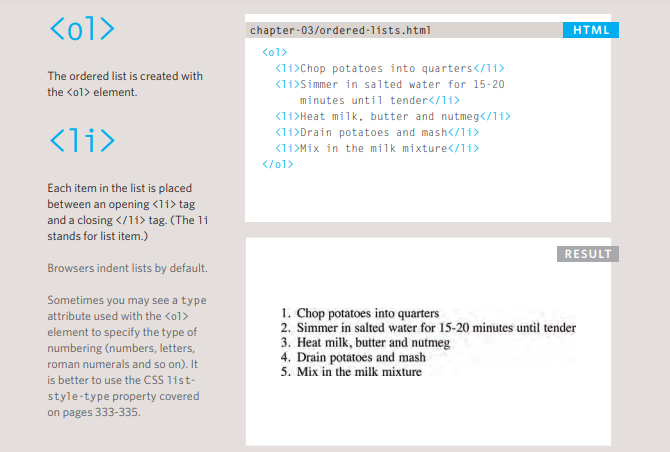 <ol>
The ordered list is created with
the <ol> element.
<li>
Each item in the list is placed
between an opening <li> tag
and a closing </li> tag. (The li
stands for list item.)
Browsers indent lists by default.
Sometimes you may see a type
attribute used with the <ol>
element to specify the type of
numbering (numbers, letters,
roman numerals and so on). It
is better to use the CSS list-
style-type property covered
on pages 333-335.
chapter-03/ordered-lists.html
HTML
<ol>
<li>Chop potatoes into quarters</li>
<li>Simmer in salted water for 15-20
minutes until tender</li>
<li>Heat milk, butter and nutmeg</li>
<li>Drain potatoes and mash</li>
<li>Mix in the milk mixture</li>
</ol>
RESULT
1. Chop potatoes into quarters
2. Simmer in salted water for 15-20 minutes until tender
3. Heat milk, butter and nutmeg
4. Drain potatoes and mash
5. Mix in the milk mixture